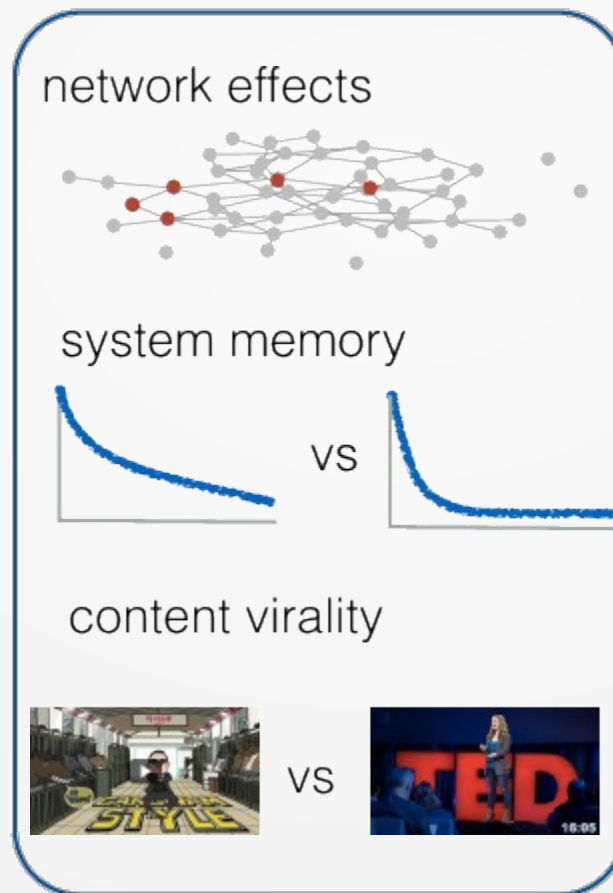 network effects
system memory
vs
content virality
GANGNAM
STYLE
vs
TED
16:05